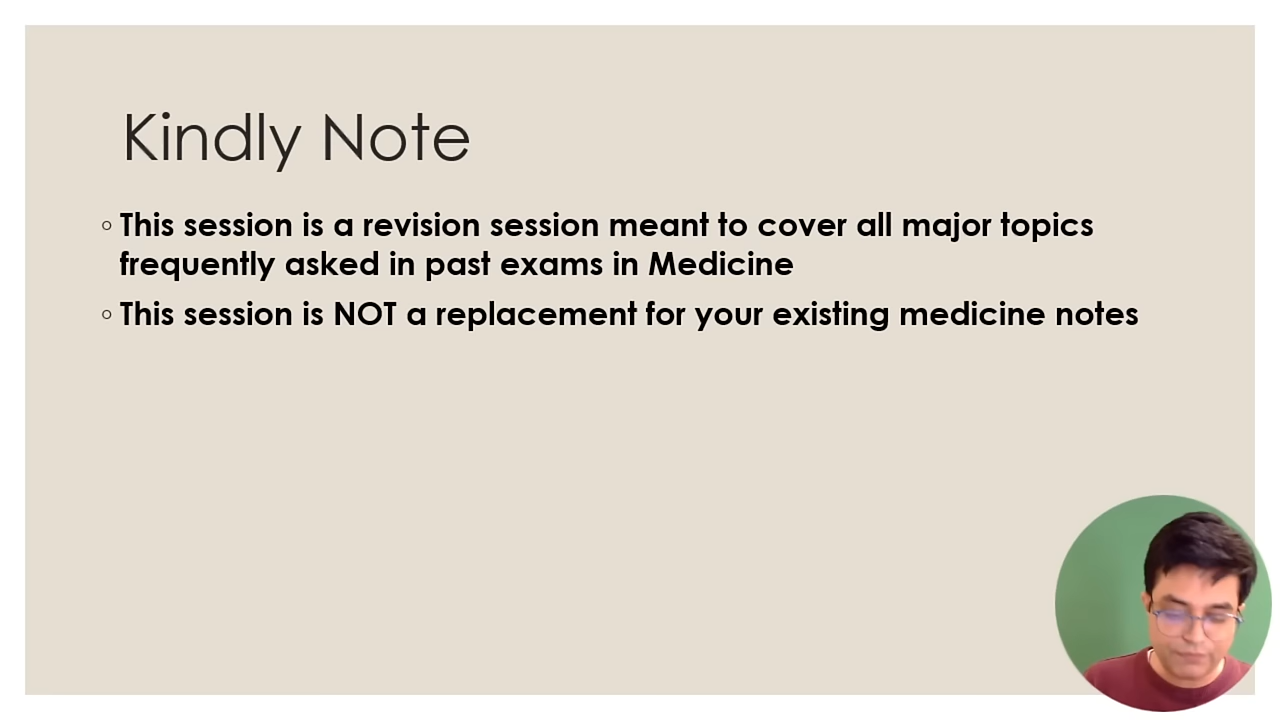 Kindly Note
◦ This session is a revision session meant to cover all major topics
frequently asked in past exams in Medicine
◦ This session is NOT a replacement for your existing medicine notes